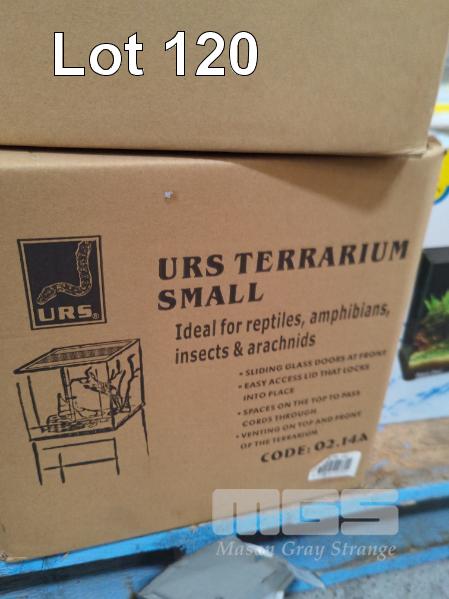 Lot 120
URS®
URS TERRARIUM
SMALL
Ideal for reptiles, amphibians,
insects & arachnids
• SLIDING GLASS DOORS AT FRONT
• EASY ACCESS LID THAT LOCKS
INTO PLACE
• SPACES ON THE TOP TO PASS
CORDS THROUGH
• VENTING ON TOP AND FRONT
OF THE TERRARIUM
CODE: 02.14A
MGS
Mason Gray Strange